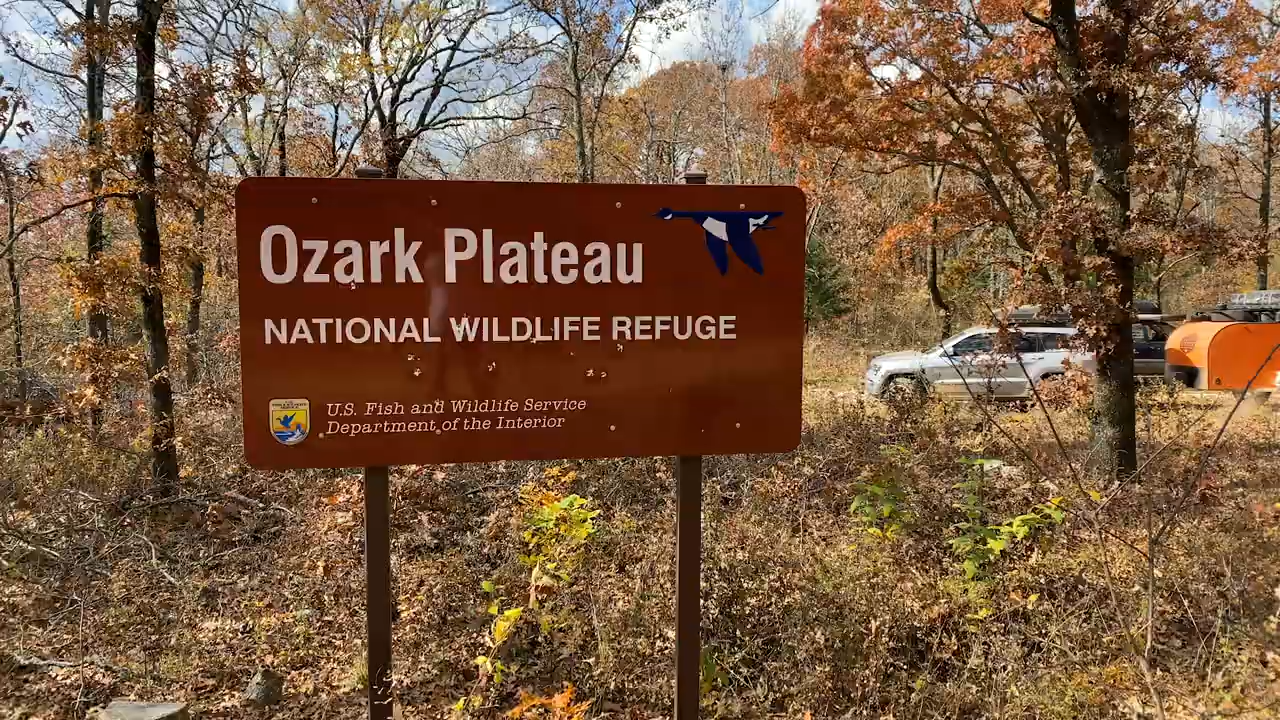 Ozark Plateau
NATIONAL WILDLIFE REFUGE
U.S. Fish and Wildlife Service
Department of the Interior